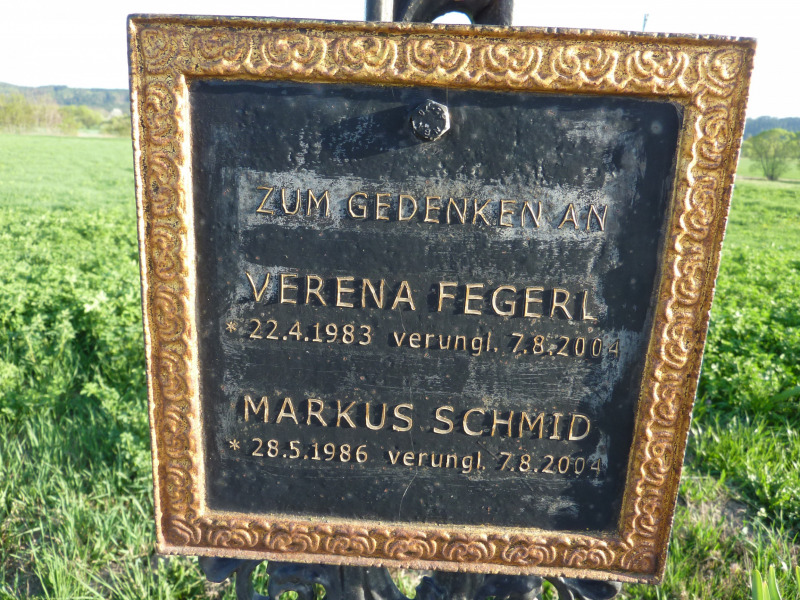 ZUM GEDENKEN AN
VERENA FEGERL
* 22.4.1983 verungl. 7.8.2004
MARKUS SCHMID
* 28.5.1986 verungl. 7.8.2004